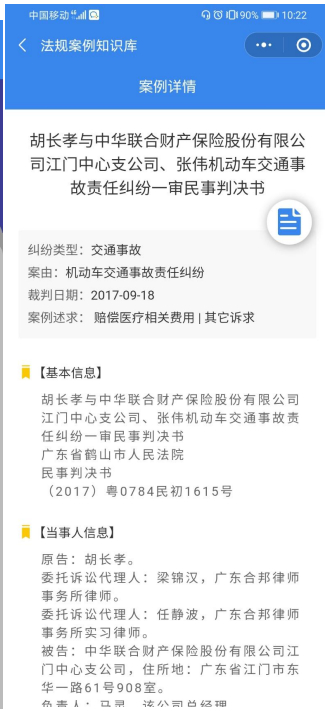 中国移动 90% 10:22
法规案例知识库
案例详情
胡长孝与中华联合财产保险股份有限公
司江门中心支公司、张伟机动车交通事
故责任纠纷一审民事判决书
纠纷类型：交通事故
案由：机动车交通事故责任纠纷
裁判日期：2017-09-18
案例述求：赔偿医疗相关费用 | 其它诉求
【基本信息】
胡长孝与中华联合财产保险股份有限公司
江门中心支公司、张伟机动车交通事故责
任纠纷一审民事判决书
广东省鹤山市人民法院
民事判决书
（2017）粤0784民初1615号
【当事人信息】
原告：胡长孝。
委托诉讼代理人：梁锦汉，广东合邦律师
事务所律师。
委托诉讼代理人：任静波，广东合邦律师
事务所实习律师。
被告：中华联合财产保险股份有限公司江
门中心支公司，住所地：广东省江门市东
华一路61号908室。
负责人：马灵，该公司总经理